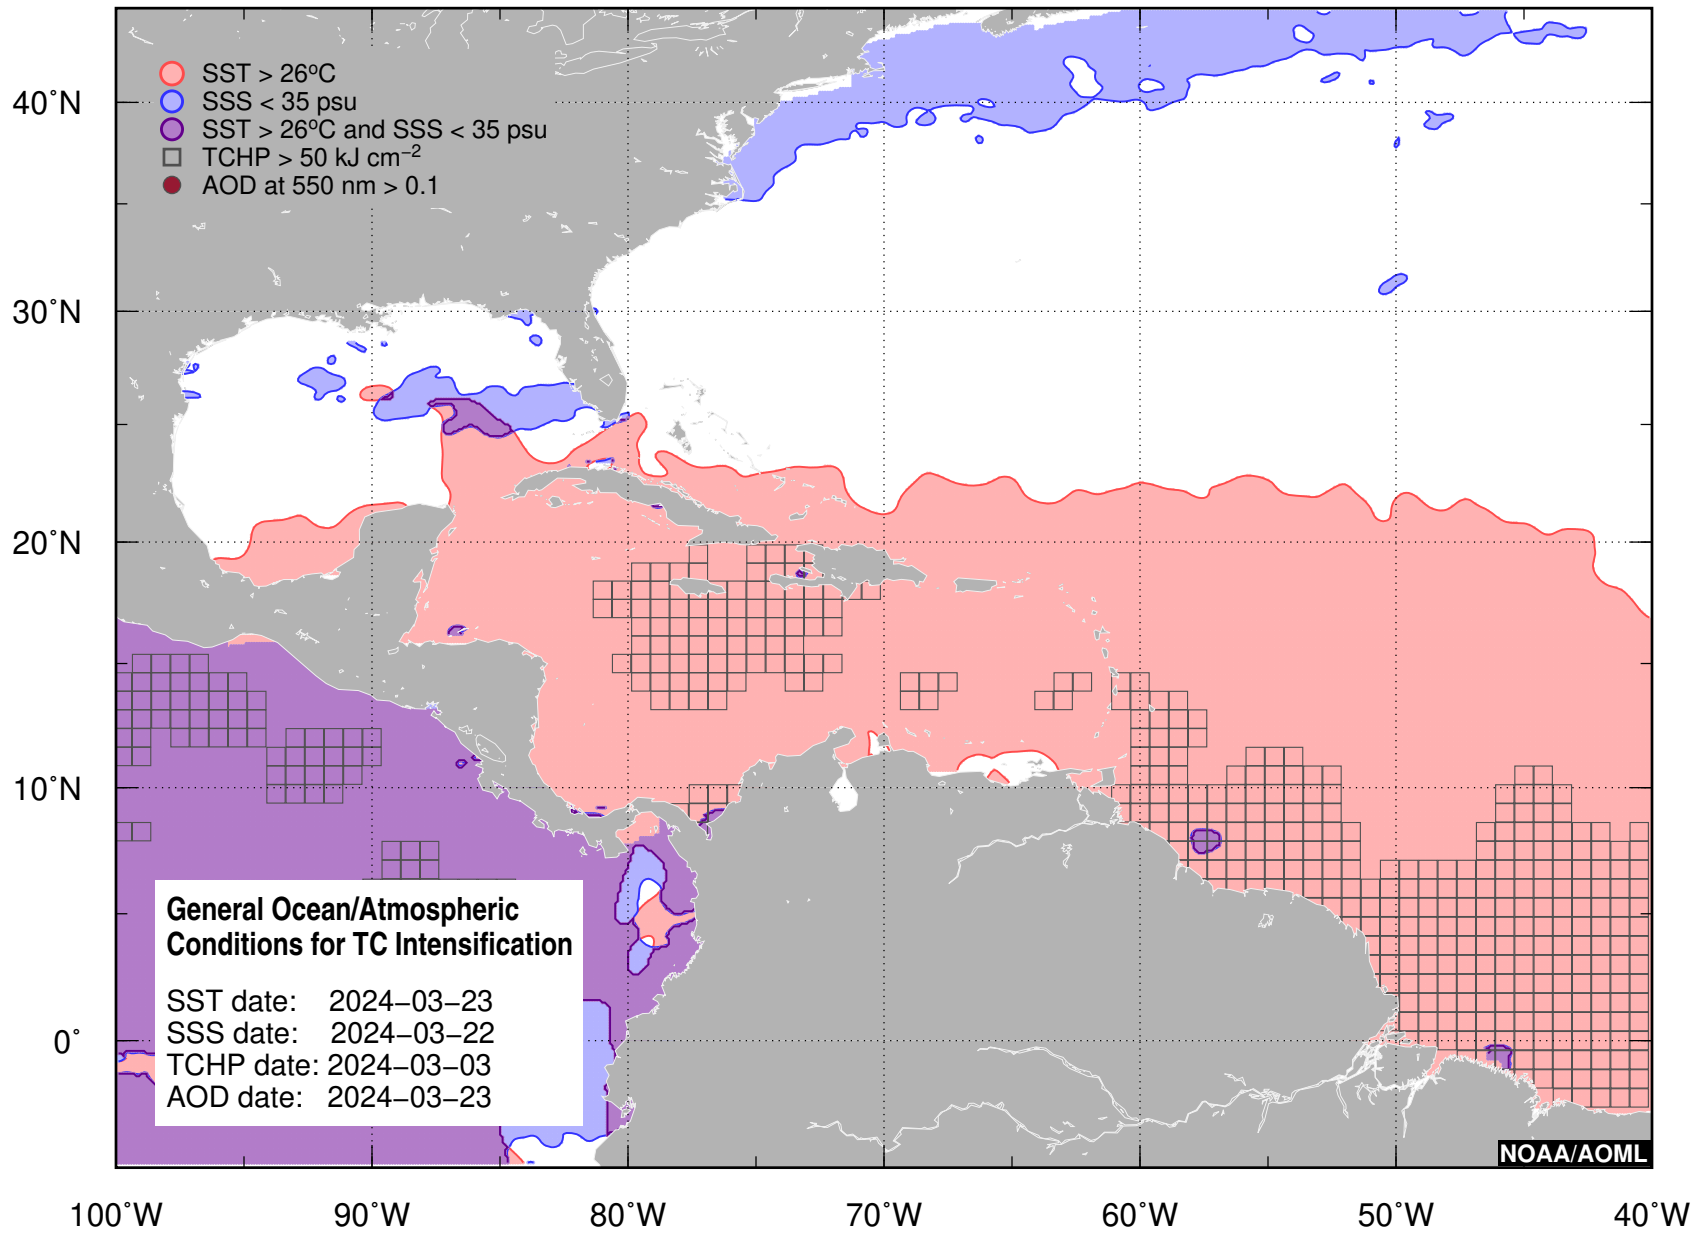 SST > 26°C
SSS < 35 psu
SST > 26°C and SSS < 35 psu
TCHP > 50 kJ cm⁻²
AOD at 550 nm > 0.1
40°N
30°N
20°N
10°N
0°
General Ocean/Atmospheric
Conditions for TC Intensification
SST date: 2024−03−23
SSS date: 2024−03−22
TCHP date: 2024−03−03
AOD date: 2024−03−23
NOAA/AOML
100°W 90°W 80°W 70°W 60°W 50°W 40°W